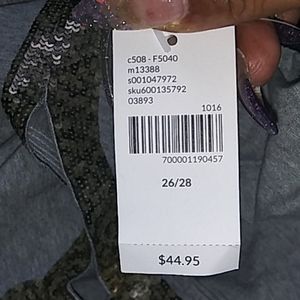 c508 - F5040
m13388
s001047972
sku600135792
03893
1016
700001190457
26/28
$44.95